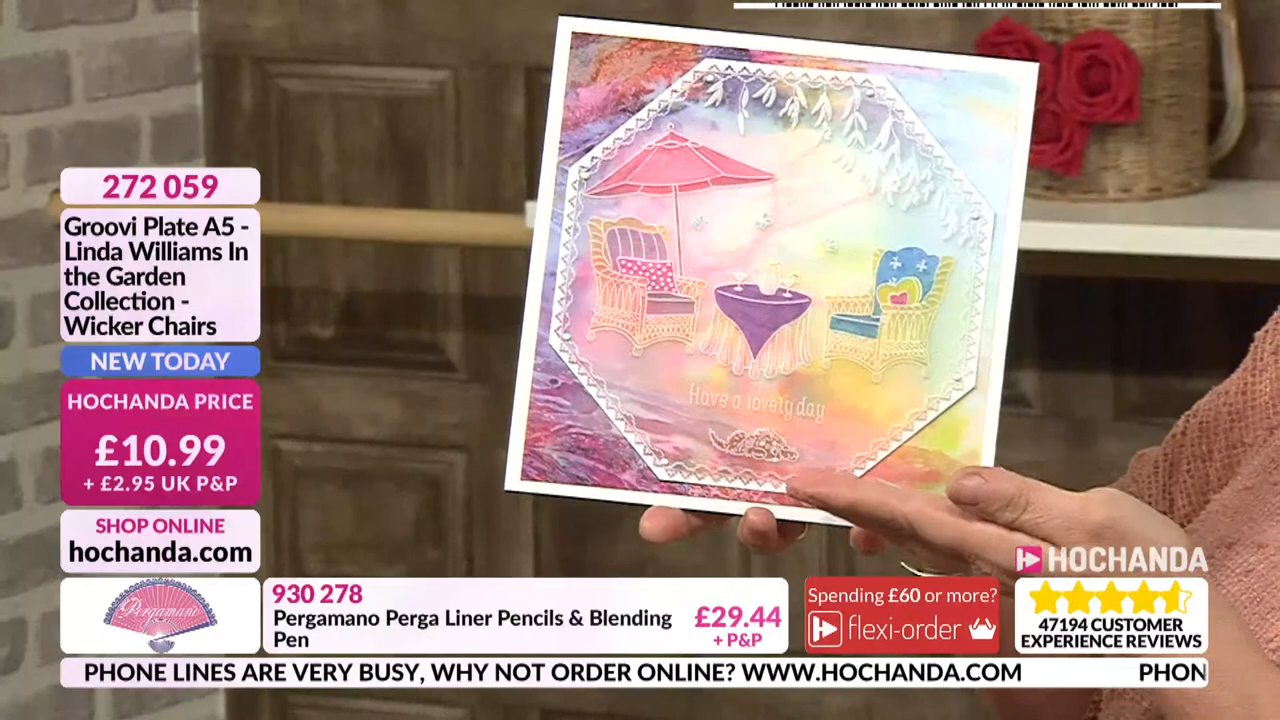 272 059
Groovi Plate A5 -
Linda Williams In
the Garden
Collection -
Wicker Chairs
NEW TODAY
HOCHANDA PRICE
£10.99
+ £2.95 UK P&P
SHOP ONLINE
hochanda.com
Have a lovely day
HOCHANDA
Pergamano
930 278
Pergamano Perga Liner Pencils & Blending
Pen
£29.44
+ P&P
Spending £60 or more?
flexi-order
47194 CUSTOMER
EXPERIENCE REVIEWS
PHONE LINES ARE VERY BUSY, WHY NOT ORDER ONLINE? WWW.HOCHANDA.COM PHON